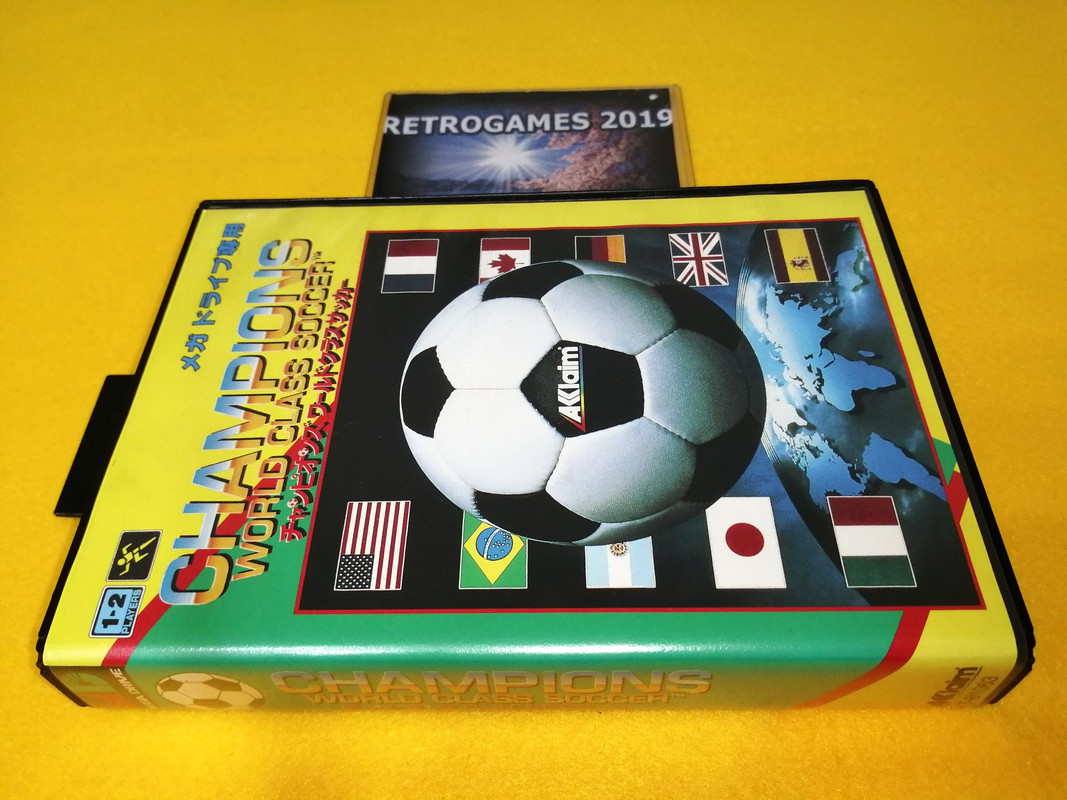 RETROGAMES 2019
メガドライブ専用
CHAMPIONS
WORLD CLASS SOCCER™
チャンピオンズ ワールドクラスサッカー
AKlaim
1-2
PLAYERS
CHAMPIONS
WORLD CLASS SOCCER